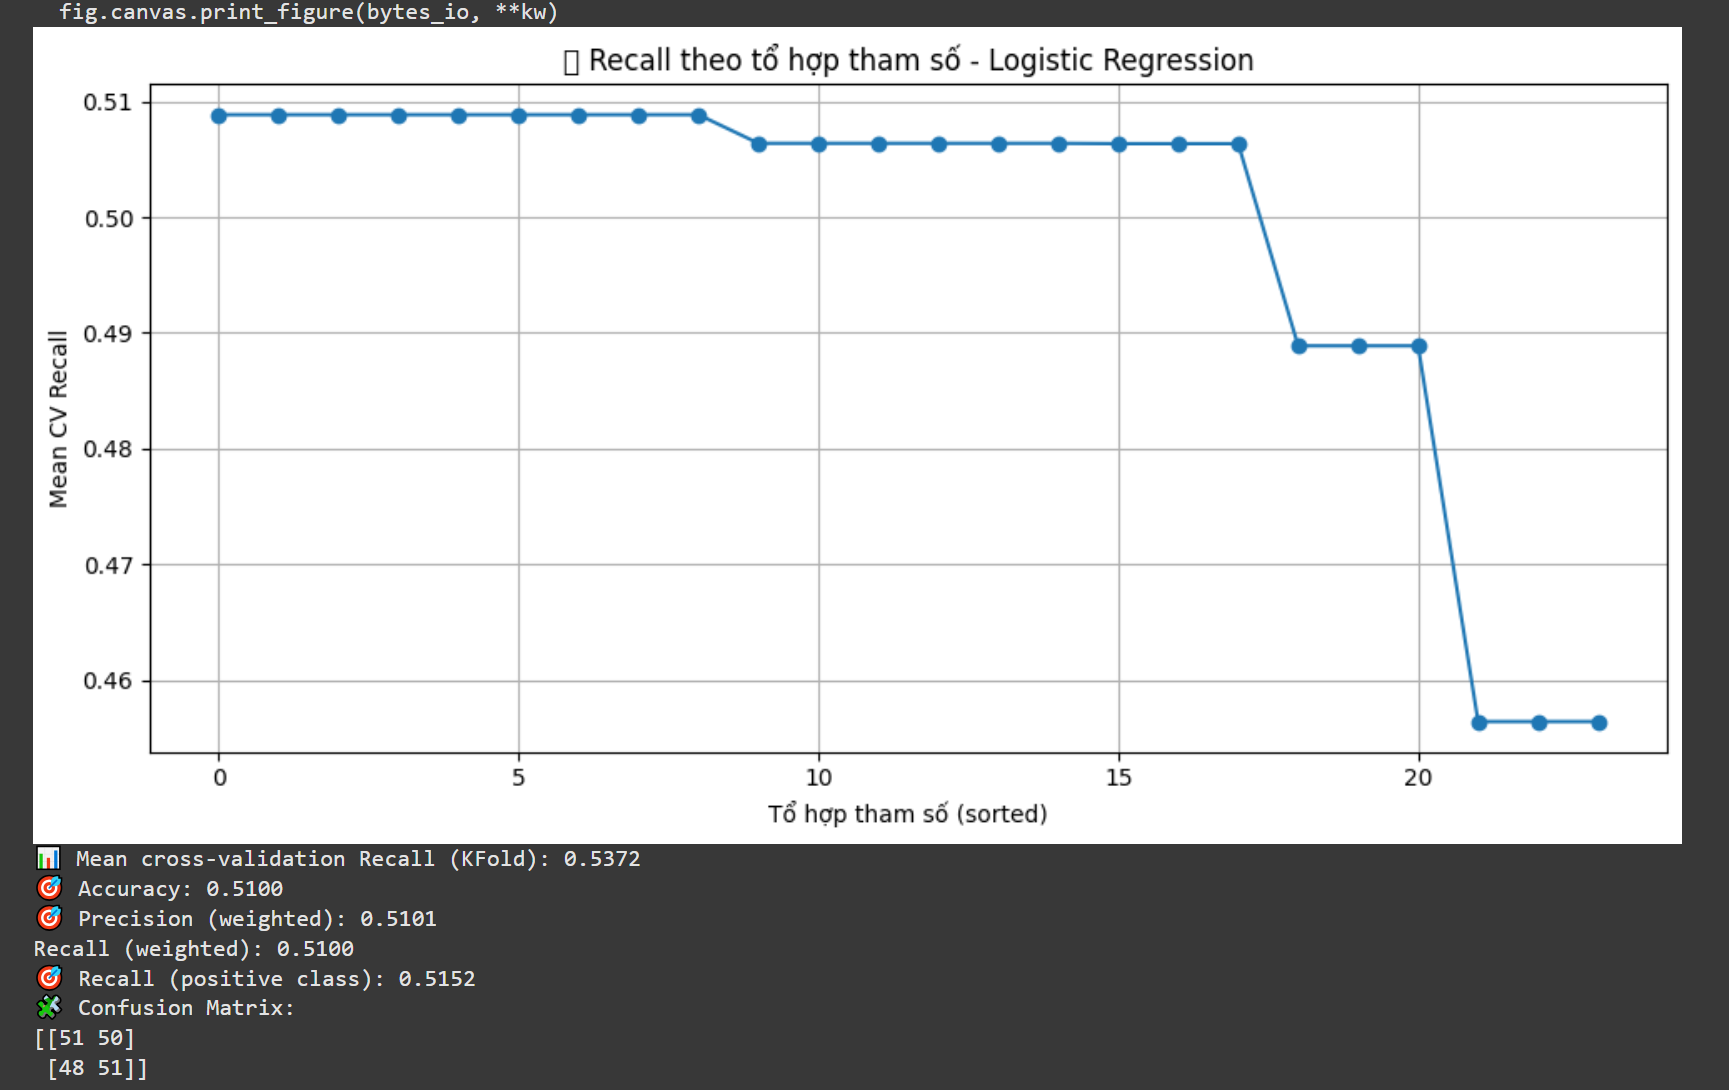 fig.canvas.print_figure(bytes_io, **kw)
Recall theo tổ hợp tham số - Logistic Regression
0.51
0.50
0.49
0.48
0.47
0.46
Mean CV Recall
0 5 10 15 20
Tổ hợp tham số (sorted)
📊 Mean cross-validation Recall (KFold): 0.5372
🎯 Accuracy: 0.5100
🎯 Precision (weighted): 0.5101
Recall (weighted): 0.5100
🎯 Recall (positive class): 0.5152
🧩 Confusion Matrix:
[[51 50]
[48 51]]